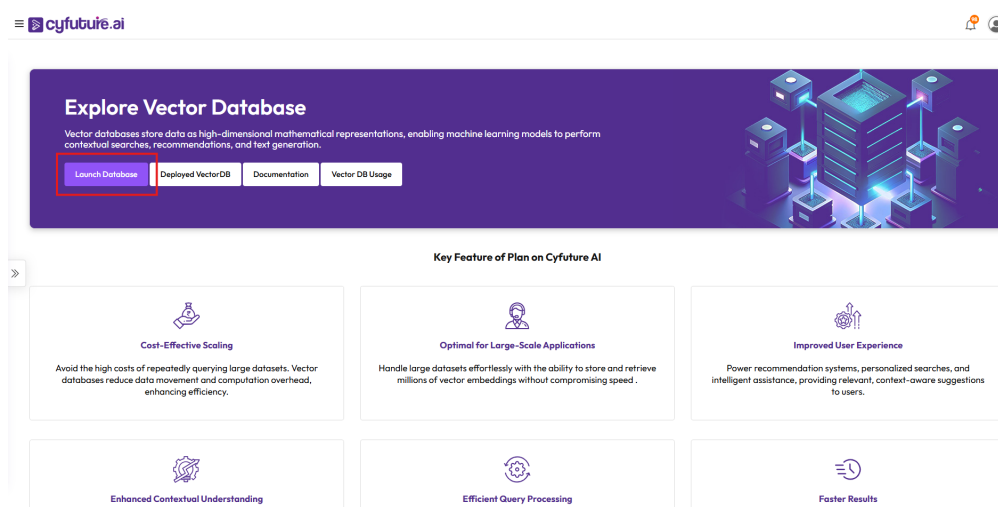 cyfuture.ai
Explore Vector Database
Vector databases store data as high-dimensional mathematical representations, enabling machine learning models to perform
contextual searches, recommendations, and text generation.
Launch Database
Deployed VectorDB
Documentation
Vector DB Usage
Key Feature of Plan on Cyfuture AI
Cost-Effective Scaling
Avoid the high costs of repeatedly querying large datasets. Vector
databases reduce data movement and computation overhead,
enhancing efficiency.
Optimal for Large-Scale Applications
Handle large datasets effortlessly with the ability to store and retrieve
millions of vector embeddings without compromising speed .
Improved User Experience
Power recommendation systems, personalized searches, and
intelligent assistance, providing relevant, context-aware suggestions
to users.
Enhanced Contextual Understanding
Efficient Query Processing
Faster Results